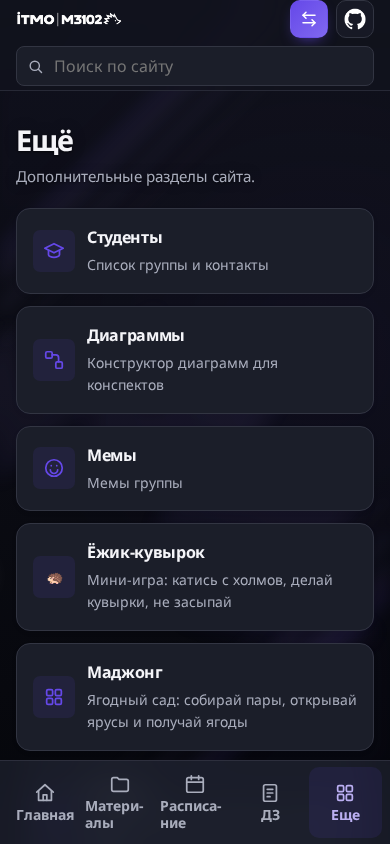 iTMO | M3102
Поиск по сайту
Ещё
Дополнительные разделы сайта.
Студенты
Список группы и контакты
Диаграммы
Конструктор диаграмм для
конспектов
Мемы
Мемы группы
Ёжик-кувырок
Мини-игра: катись с холмов, делай
кувырки, не засыпай
Маджонг
Ягодный сад: собирай пары, открывай
ярусы и получай ягоды
Главная
Матери-
алы
Расписа-
ние
ДЗ
Еще